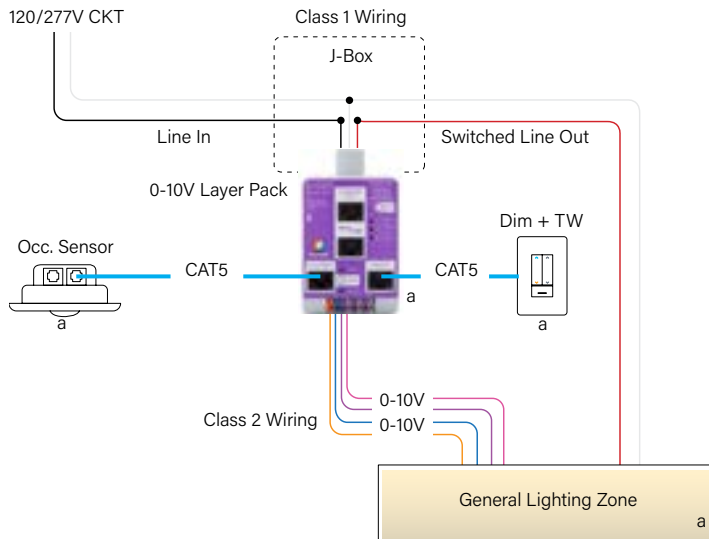 120/277V CKT
Class 1 Wiring
J-Box
Line In
Switched Line Out
0-10V Layer Pack
Dim + TW
Occ. Sensor
CAT5
CAT5
a
a
a
0-10V
Class 2 Wiring
0-10V
General Lighting Zone
a